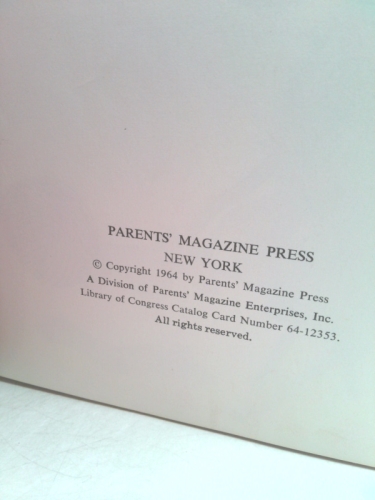 PARENTS' MAGAZINE PRESS
NEW YORK
© Copyright 1964 by Parents' Magazine Press
A Division of Parents' Magazine Enterprises, Inc.
Library of Congress Catalog Card Number 64-12353.
All rights reserved.